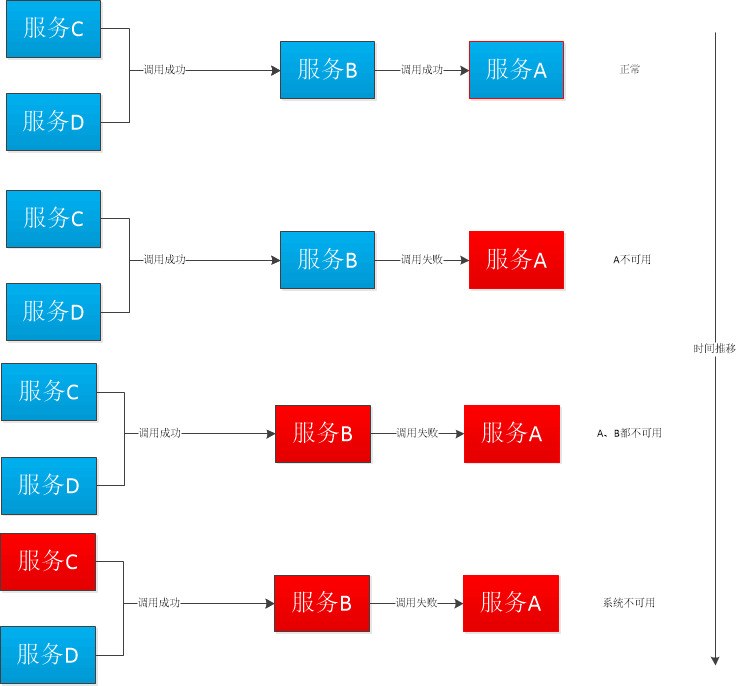 服务C
调用成功
服务B
调用成功
服务A
正常
服务D
服务C
调用成功
服务B
调用失败
服务A
A不可用
服务D
时间推移
服务C
调用成功
服务B
调用失败
服务A
A、B都不可用
服务D
服务C
调用成功
服务B
调用失败
服务A
系统不可用
服务D